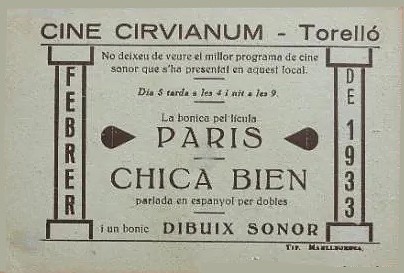 CINE CIRVIANUM - Torelló
No deixeu de veure el millor programa de cine
sonor que s'ha presentat en aquest local.
Dia 5 tarda a les 4 i nit a les 9.
La bonica pel·lícula
PARIS
CHICA BIEN
parlada en espanyol per dobles
i un bonic DIBUIX SONOR
FEBRER
DE 1933
TIP. MARLLEGRESA.